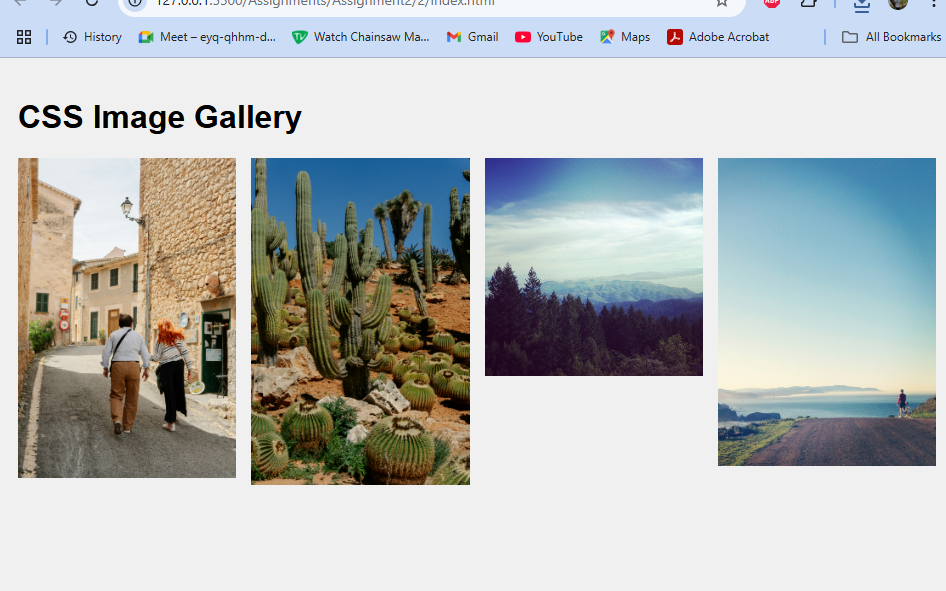 127.0.0.1:5500/Assignments/Assignment2/2/index.html
History
Meet – eyq-qhhm-d...
Watch Chainsaw Ma...
Gmail
YouTube
Maps
Adobe Acrobat
All Bookmarks
CSS Image Gallery